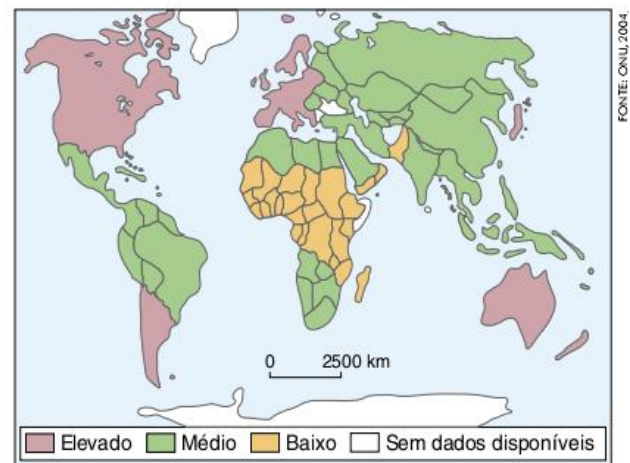 FONTE: ONU, 2004.
0 2500 km
Elevado Médio Baixo Sem dados disponíveis